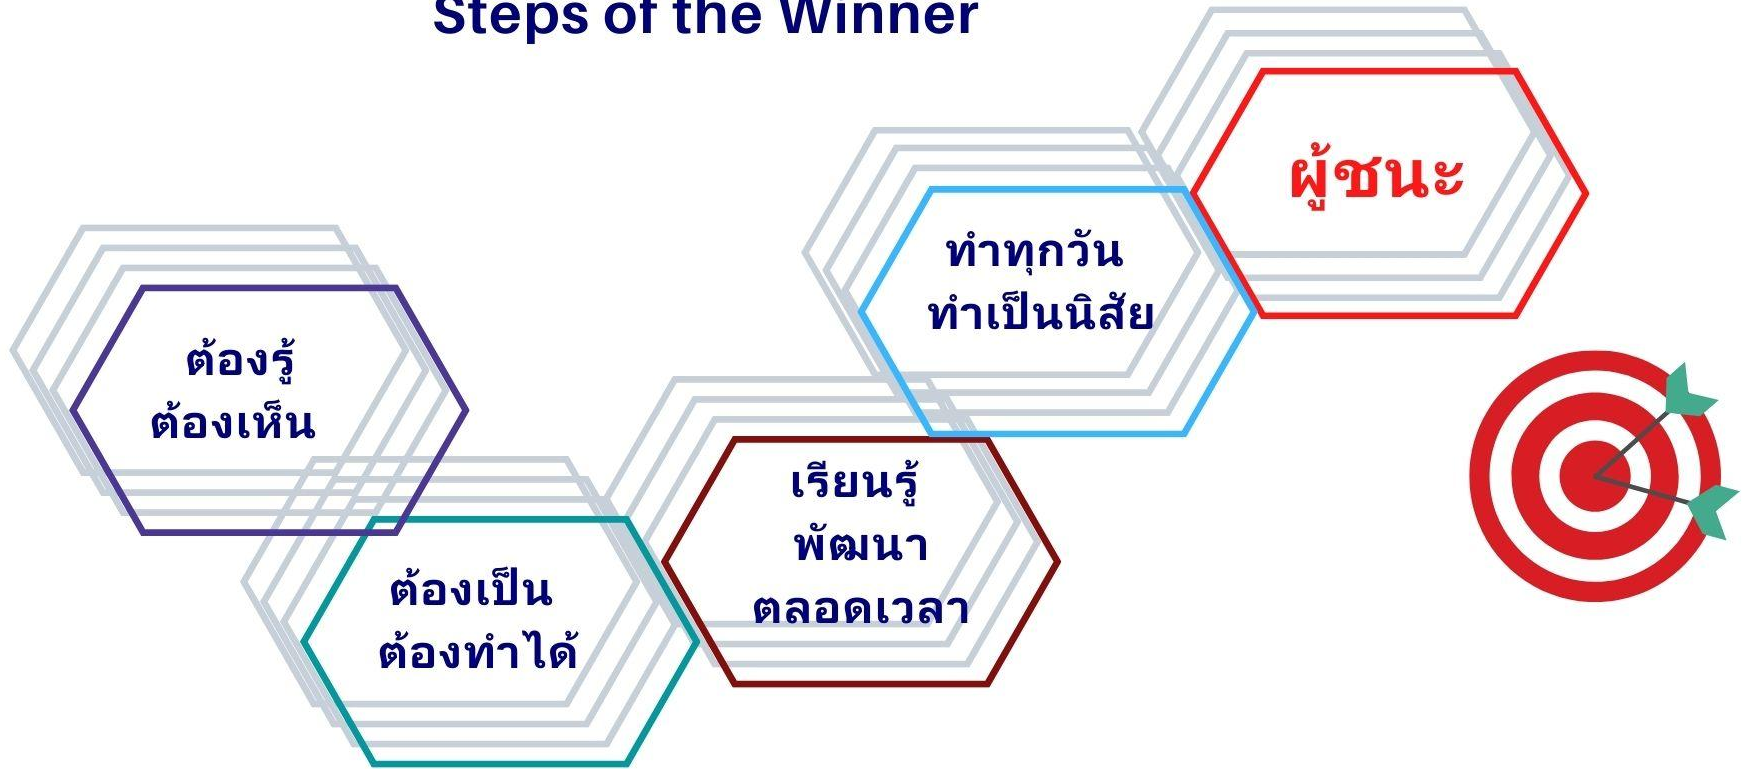 Steps of the Winner
ต้องรู้
ต้องเห็น
ต้องเป็น
ต้องทำได้
เรียนรู้
พัฒนา
ตลอดเวลา
ทำทุกวัน
ทำเป็นนิสัย
ผู้ชนะ